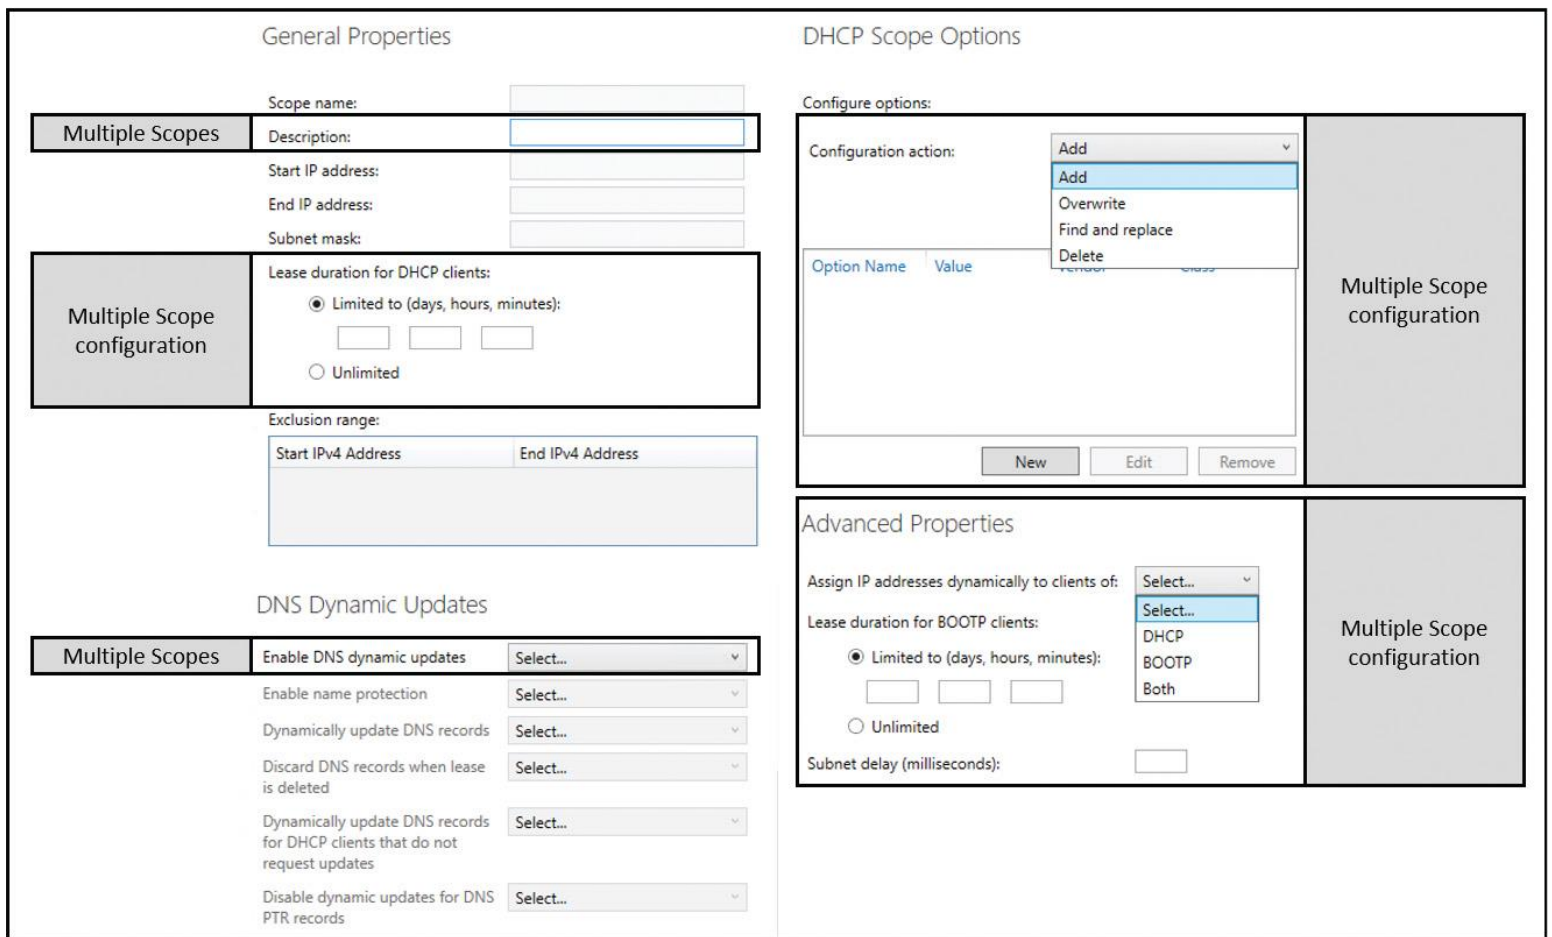 General Properties
Scope name:
Multiple Scopes
Description:
Start IP address:
End IP address:
Subnet mask:
Multiple Scope
configuration
Lease duration for DHCP clients:
Limited to (days, hours, minutes):
Unlimited
Exclusion range:
Start IPv4 Address
End IPv4 Address
DNS Dynamic Updates
Multiple Scopes
Enable DNS dynamic updates
Select...
Enable name protection
Select...
Dynamically update DNS records
Select...
Discard DNS records when lease
is deleted
Select...
Dynamically update DNS records
for DHCP clients that do not
request updates
Select...
Disable dynamic updates for DNS
PTR records
Select...
DHCP Scope Options
Configure options:
Configuration action:
Add
Add
Overwrite
Find and replace
Delete
Option Name
Value
Vendor
Class
New
Edit
Remove
Multiple Scope
configuration
Advanced Properties
Assign IP addresses dynamically to clients of:
Select...
Select...
DHCP
BOOTP
Both
Lease duration for BOOTP clients:
Limited to (days, hours, minutes):
Unlimited
Subnet delay (milliseconds):
Multiple Scope
configuration